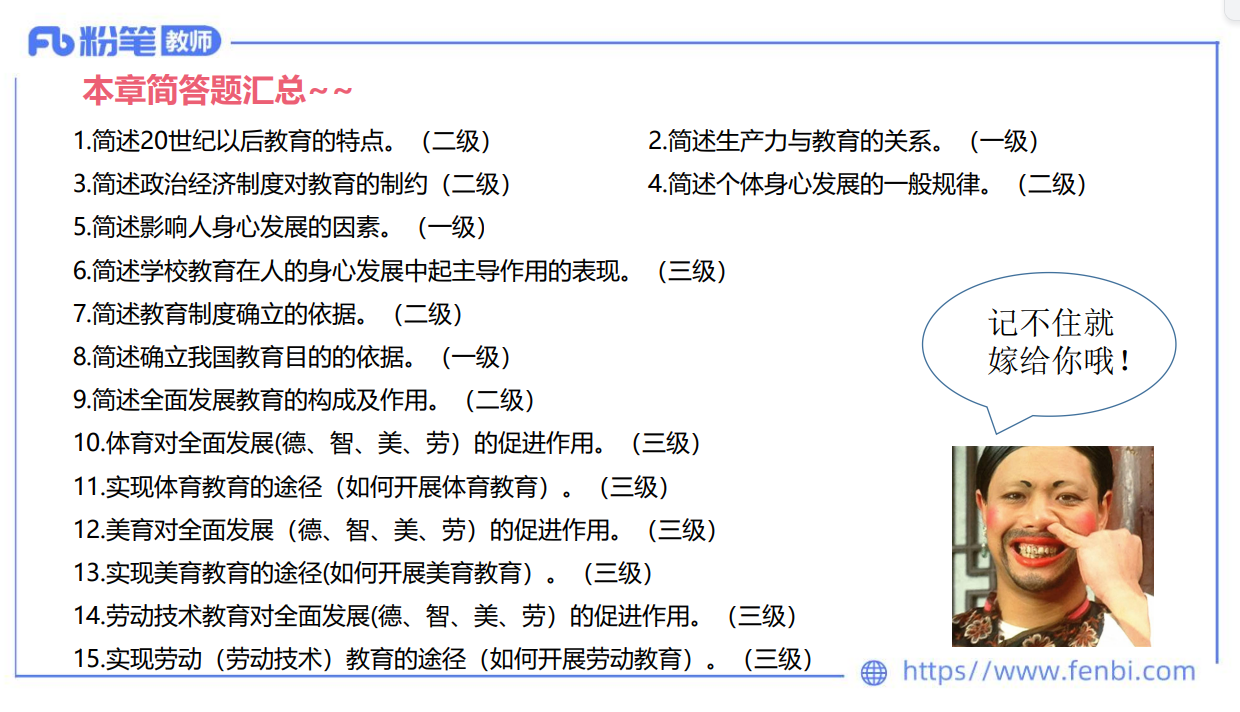 粉笔教师
本章简答题汇总~~
1.简述20世纪以后教育的特点。（二级）
2.简述生产力与教育的关系。（一级）
3.简述政治经济制度对教育的制约（二级）
4.简述个体身心发展的一般规律。（二级）
5.简述影响人身心发展的因素。（一级）
6.简述学校教育在人的身心发展中起主导作用的表现。（三级）
7.简述教育制度确立的依据。（二级）
8.简述确立我国教育目的的依据。（一级）
9.简述全面发展教育的构成及作用。（二级）
10.体育对全面发展(德、智、美、劳）的促进作用。（三级）
11.实现体育教育的途径（如何开展体育教育）。（三级）
12.美育对全面发展（德、智、美、劳）的促进作用。（三级）
13.实现美育教育的途径(如何开展美育教育）。（三级）
14.劳动技术教育对全面发展(德、智、美、劳）的促进作用。（三级）
15.实现劳动（劳动技术）教育的途径（如何开展劳动教育）。（三级）
记不住就
嫁给你哦！
https//www.fenbi.com